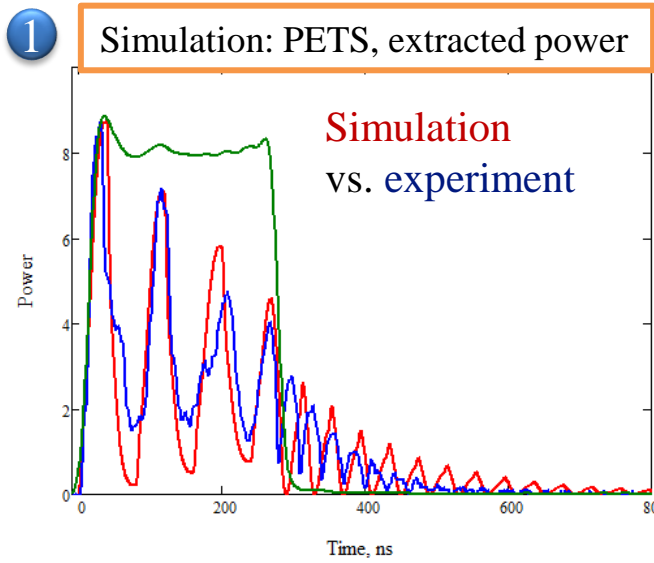 1
Simulation: PETS, extracted power
Simulation
vs. experiment
8
6
4
2
0
Power
0
200
400
600
80
Time, ns